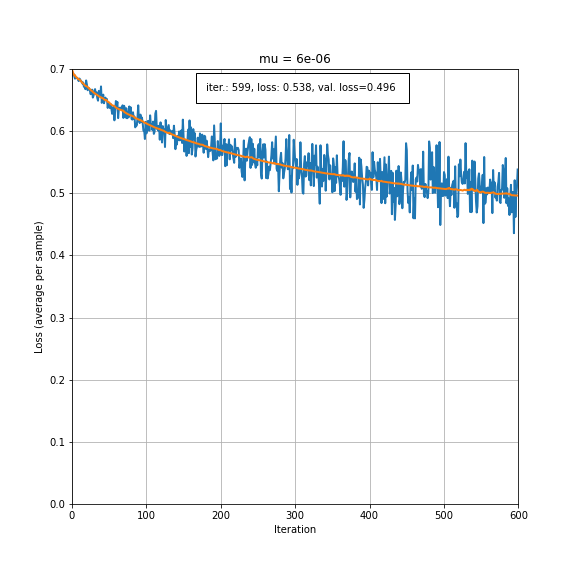 mu = 6e-06
iter.: 599, loss: 0.538, val. loss=0.496
Loss (average per sample)
0.7
0.6
0.5
0.4
0.3
0.2
0.1
0.0
0 100 200 300 400 500 600
Iteration